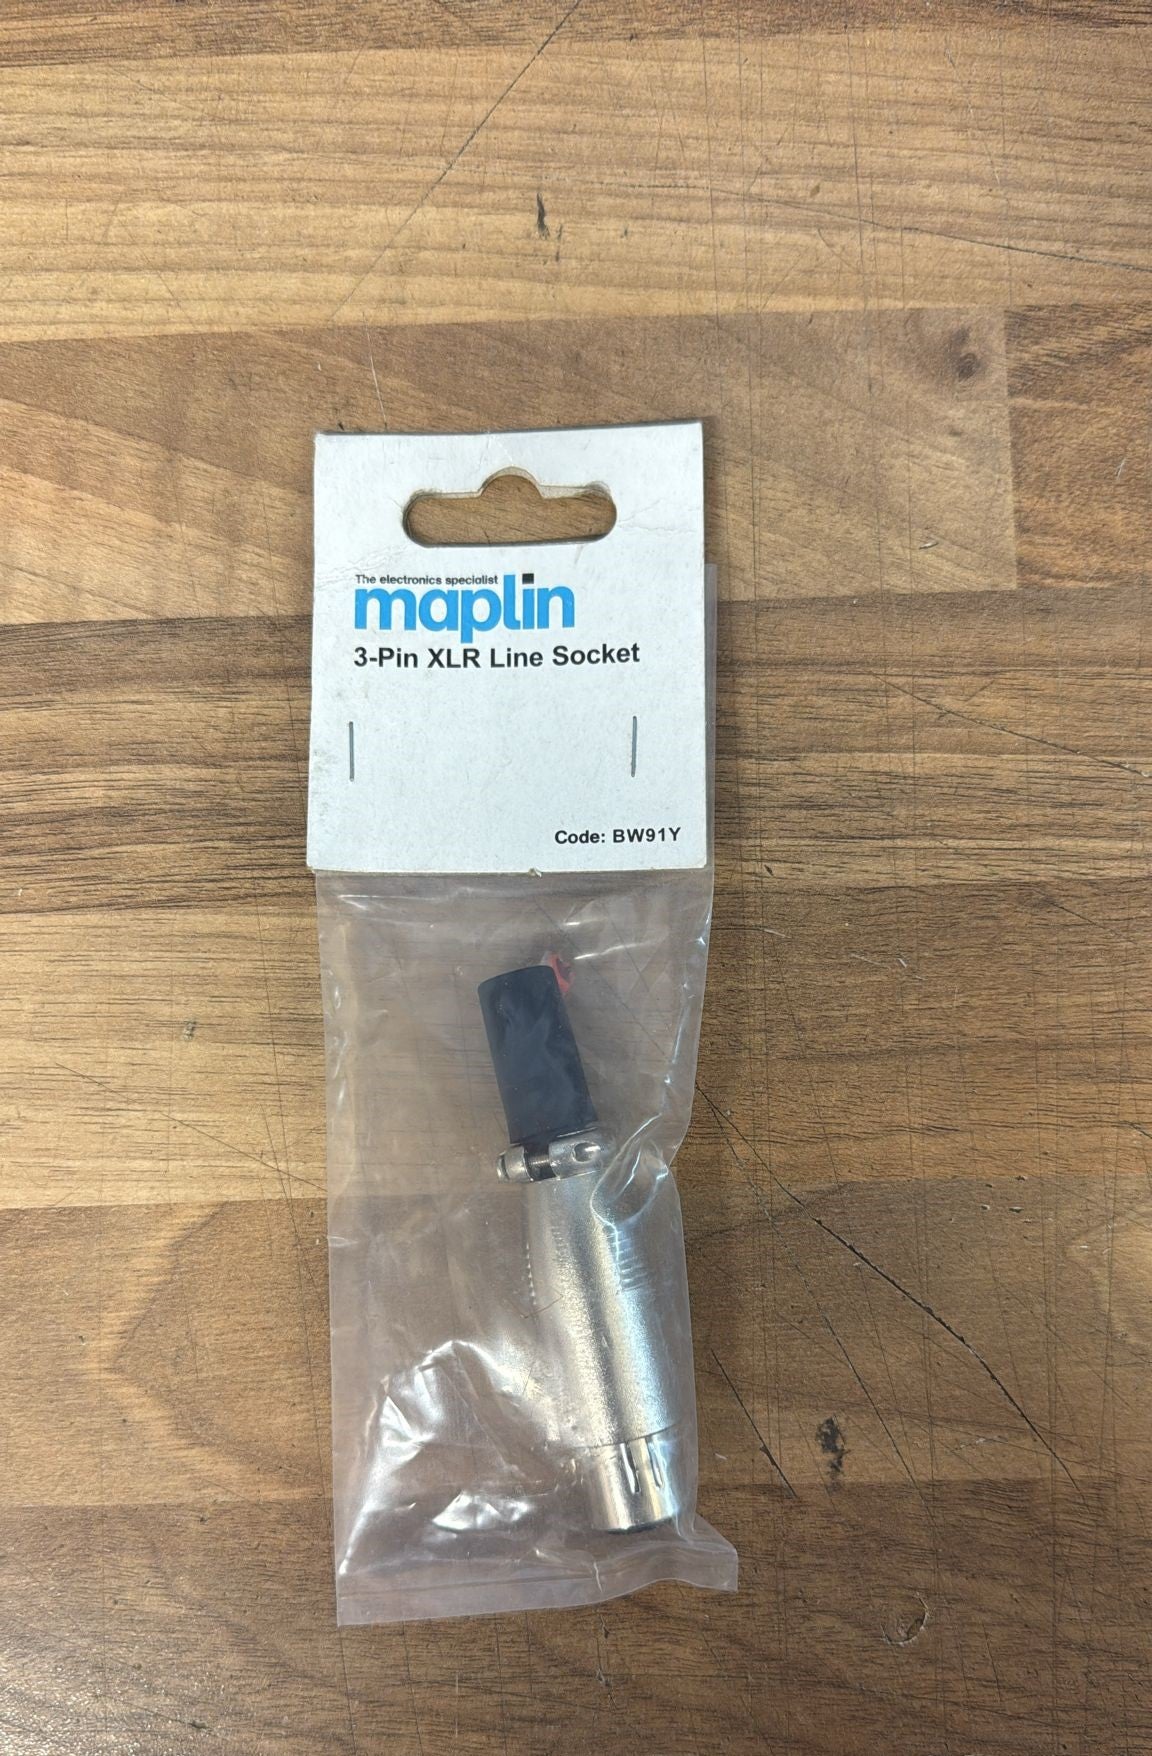 The electronics specialist
maplin
3-Pin XLR Line Socket
Code: BW91Y